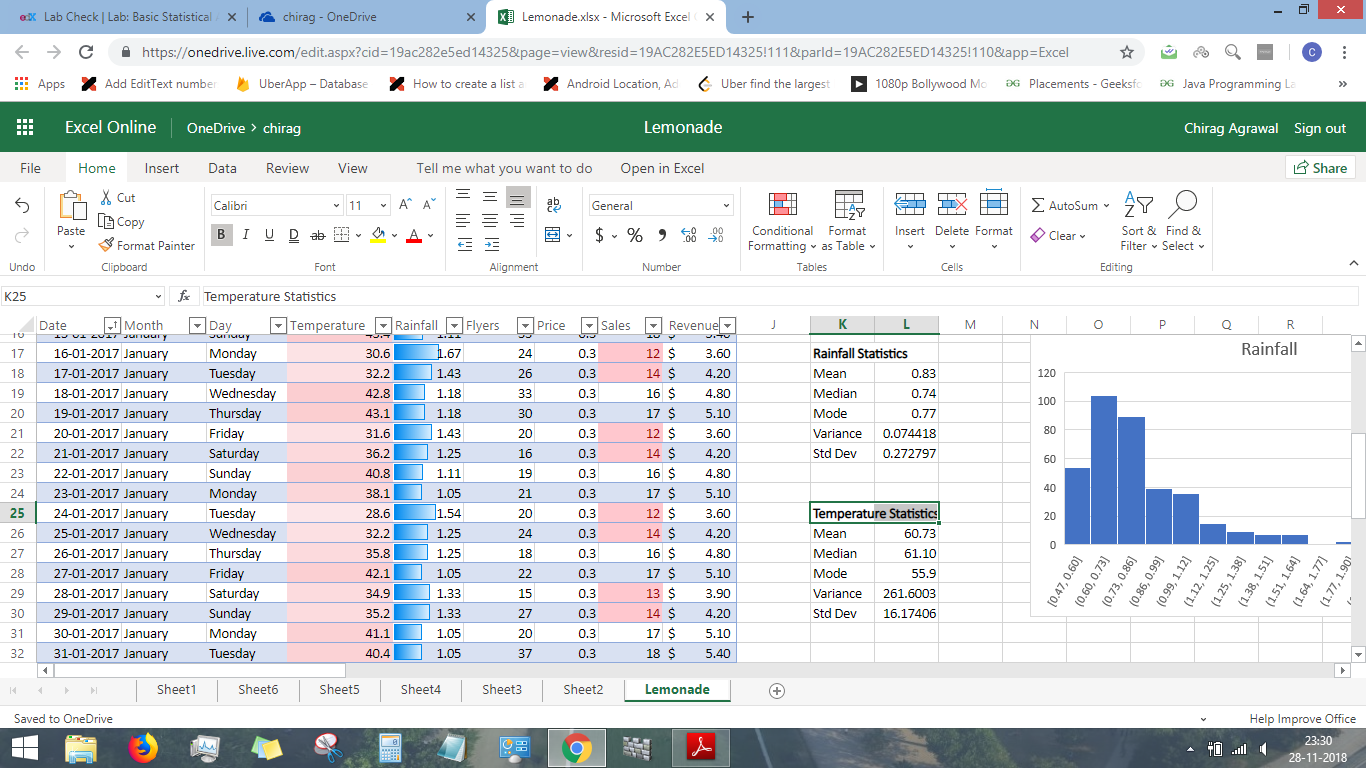 edX Lab Check | Lab: Basic Statistical chirag - OneDrive Lemonade.xlsx - Microsoft Excel
https://onedrive.live.com/edit.aspx?cid=19ac282e5ed14325&page=view&resid=19AC282E5ED14325!111&parId=19AC282E5ED14325!110&app=Excel C
Apps Add EditText number UberApp – Database How to create a list a Android Location, Ad Uber find the largest 1080p Bollywood Mo Placements - Geeksfo Java Programming La
Excel Online OneDrive > chirag Lemonade Chirag Agrawal Sign out
File Home Insert Data Review View Tell me what you want to do Open in Excel Share
Paste Cut Copy Format Painter
Calibri 11 B I U D ab
ab General $ % 9 .00 .00
Conditional Formatting Format as Table
Insert Delete Format
AutoSum Clear Sort & Filter Find & Select
Undo Clipboard Font Alignment Number Tables Cells Editing
K25 fx Temperature Statistics
Date Month Day Temperature Rainfall Flyers Price Sales Revenue J K L M N O P Q R
17 16-01-2017 January Monday 30.6 1.67 24 0.3 12 $ 3.60 Rainfall Statistics
18 17-01-2017 January Tuesday 32.2 1.43 26 0.3 14 $ 4.20 Mean 0.83
19 18-01-2017 January Wednesday 42.8 1.18 33 0.3 16 $ 4.80 Median 0.74
20 19-01-2017 January Thursday 43.1 1.18 30 0.3 17 $ 5.10 Mode 0.77
21 20-01-2017 January Friday 31.6 1.43 20 0.3 12 $ 3.60 Variance 0.074418
22 21-01-2017 January Saturday 36.2 1.25 16 0.3 14 $ 4.20 Std Dev 0.272797
23 22-01-2017 January Sunday 40.8 1.11 19 0.3 16 $ 4.80
24 23-01-2017 January Monday 38.1 1.05 21 0.3 17 $ 5.10
25 24-01-2017 January Tuesday 28.6 1.54 20 0.3 12 $ 3.60 Temperature Statistics
26 25-01-2017 January Wednesday 32.2 1.25 24 0.3 14 $ 4.20 Mean 60.73
27 26-01-2017 January Thursday 35.8 1.25 18 0.3 16 $ 4.80 Median 61.10
28 27-01-2017 January Friday 42.1 1.05 22 0.3 17 $ 5.10 Mode 55.9
29 28-01-2017 January Saturday 34.9 1.33 15 0.3 13 $ 3.90 Variance 261.6003
30 29-01-2017 January Sunday 35.2 1.33 27 0.3 14 $ 4.20 Std Dev 16.17406
31 30-01-2017 January Monday 41.1 1.05 20 0.3 17 $ 5.10
32 31-01-2017 January Tuesday 40.4 1.05 37 0.3 18 $ 5.40
Rainfall
120
100
80
60
40
20
0
[0.47, 0.60] (0.60, 0.73] (0.73, 0.86] (0.86, 0.99] (0.99, 1.12] (1.12, 1.25] (1.25, 1.38] (1.38, 1.51] (1.51, 1.64] (1.64, 1.77] (1.77, 1.90]
Sheet1 Sheet6 Sheet5 Sheet4 Sheet3 Sheet2 Lemonade
Saved to OneDrive Help Improve Office
23:30
28-11-2018